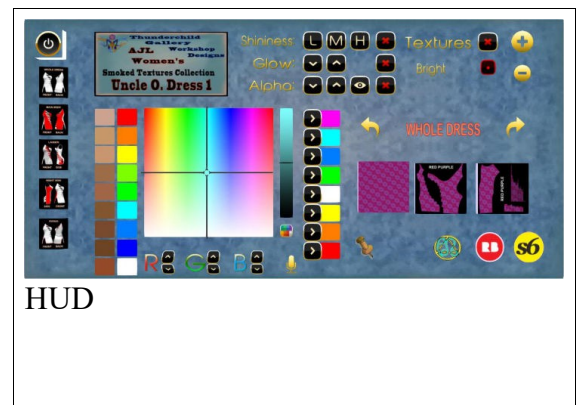 Thunderchild
Gallery
AJL Workshop
Designs
Women's
Smoked Textures Collection
Uncle O. Dress 1
Shininess: L M H
Glow:
Alpha:
Textures
Bright
WHOLE DRESS
RED-PURPLE
RED-PURPLE
R G B
RB
s6
HUD